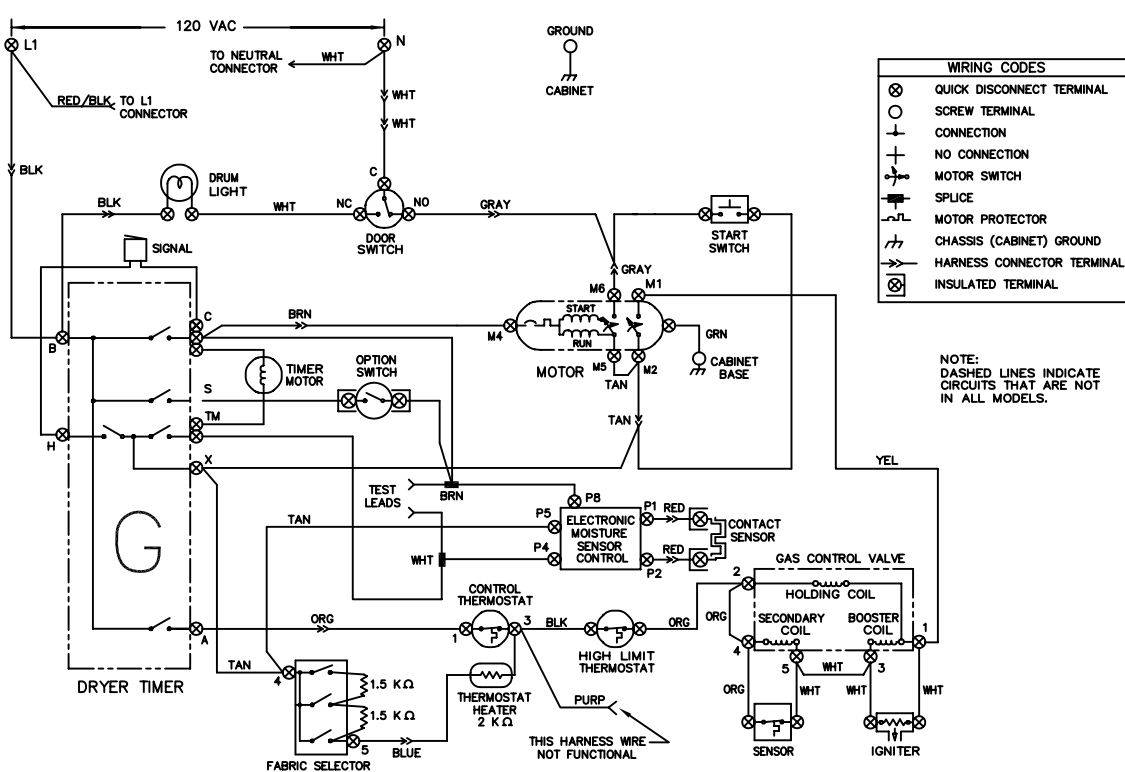 120 VAC
L1
N
TO NEUTRAL
CONNECTOR
WHT
RED/BLK
TO L1
CONNECTOR
WHT
WHT
BLK
GROUND
CABINET
WIRING CODES
QUICK DISCONNECT TERMINAL
SCREW TERMINAL
CONNECTION
NO CONNECTION
MOTOR SWITCH
SPLICE
MOTOR PROTECTOR
CHASSIS (CABINET) GROUND
HARNESS CONNECTOR TERMINAL
INSULATED TERMINAL
DRUM
LIGHT
BLK
WHT
C
NC
NO
DOOR
SWITCH
GRAY
START
SWITCH
SIGNAL
GRAY
M6
M1
C
BRN
M4
START
RUN
GRN
B
M5
M2
MOTOR
TAN
CABINET
BASE
TIMER
MOTOR
OPTION
SWITCH
S
TM
TAN
H
X
YEL
NOTE:
DASHED LINES INDICATE
CIRCUITS THAT ARE NOT
IN ALL MODELS.
TEST
LEADS
BRN
P8
P5
P1
RED
TAN
ELECTRONIC
MOISTURE
SENSOR
CONTROL
CONTACT
SENSOR
G
WHT
P4
RED
P2
GAS CONTROL VALVE
2
HOLDING COIL
CONTROL
THERMOSTAT
ORG
SECONDARY
COIL
BOOSTER
COIL
ORG
A
1
3
BLK
ORG
4
1
HIGH LIMIT
THERMOSTAT
5
WHT
3
TAN
4
DRYER TIMER
1.5 KΩ
1.5 KΩ
THERMOSTAT
HEATER
2 KΩ
PURP
ORG
WHT
WHT
WHT
5
BLUE
THIS HARNESS WIRE
NOT FUNCTIONAL
FABRIC SELECTOR
SENSOR
IGNITER